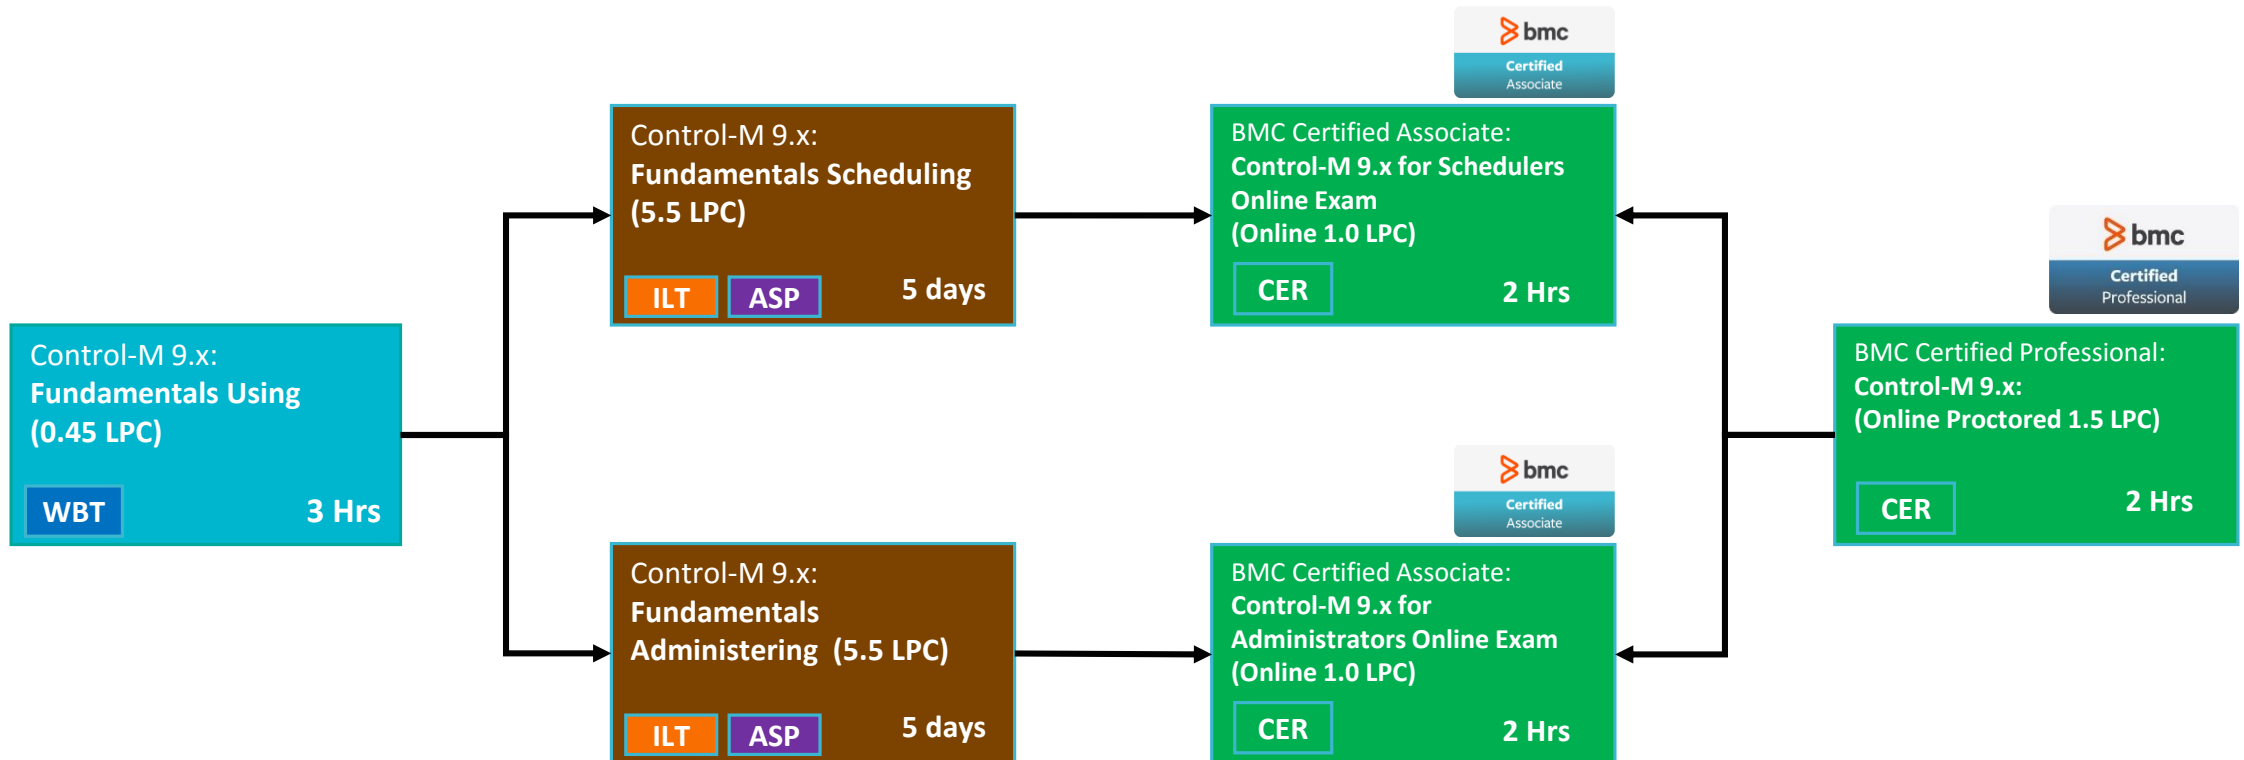 Control-M 9.x:
Fundamentals Using
(0.45 LPC)
WBT
3 Hrs
Control-M 9.x:
Fundamentals Scheduling
(5.5 LPC)
ILT
ASP
5 days
Control-M 9.x:
Fundamentals
Administering (5.5 LPC)
ILT
ASP
5 days
bmc
Certified
Associate
BMC Certified Associate:
Control-M 9.x for Schedulers
Online Exam
(Online 1.0 LPC)
CER
2 Hrs
bmc
Certified
Associate
BMC Certified Associate:
Control-M 9.x for
Administrators Online Exam
(Online 1.0 LPC)
CER
2 Hrs
bmc
Certified
Professional
BMC Certified Professional:
Control-M 9.x:
(Online Proctored 1.5 LPC)
CER
2 Hrs